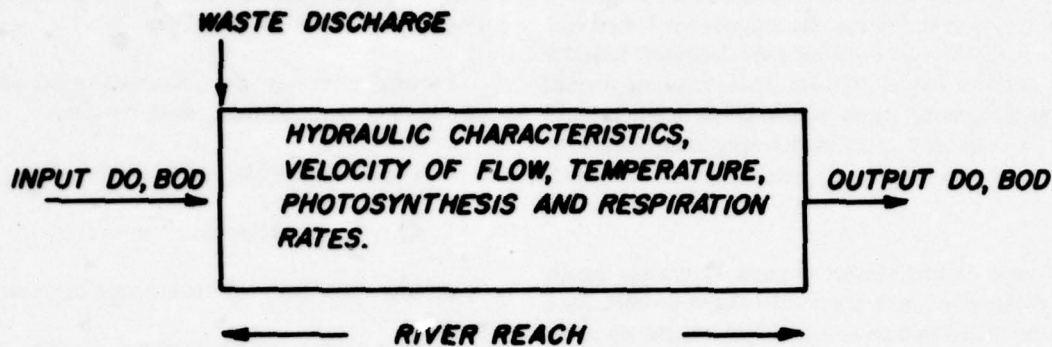 WASTE DISCHARGE
HYDRAULIC CHARACTERISTICS,
VELOCITY OF FLOW, TEMPERATURE,
PHOTOSYNTHESIS AND RESPIRATION
RATES.
INPUT DO, BOD
OUTPUT DO, BOD
RIVER REACH